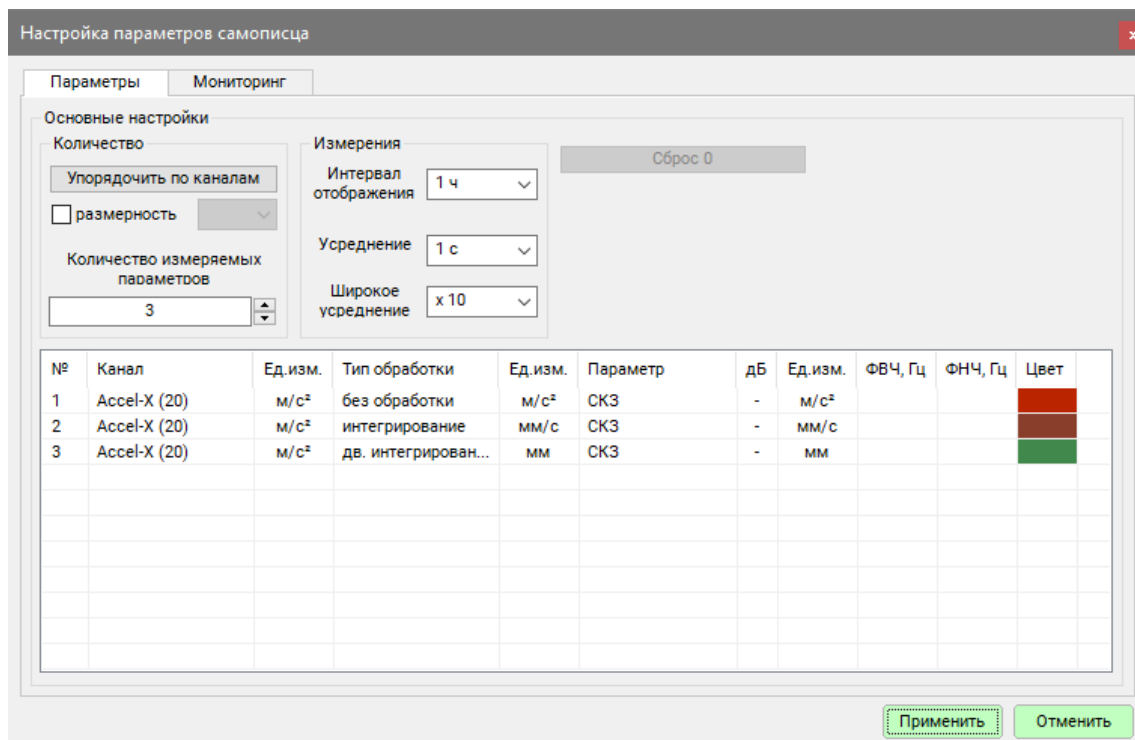 Настройка параметров самописца
x
Параметры Мониторинг
Основные настройки
Количество
Упорядочить по каналам
размерность
Количество измеряемых
параметров
3
Измерения
Интервал
отображения
1 ч
Усреднение
1 с
Широкое
усреднение
x 10
Сброс 0
№ Канал Ед.изм. Тип обработки Ед.изм. Параметр дБ Ед.изм. ФВЧ, Гц ФНЧ, Гц Цвет
1 Accel-X (20) м/с² без обработки м/с² СКЗ - м/с²
2 Accel-X (20) м/с² интегрирование мм/с СКЗ - мм/с
3 Accel-X (20) м/с² дв. интегрирован... мм СКЗ - мм
Применить Отменить